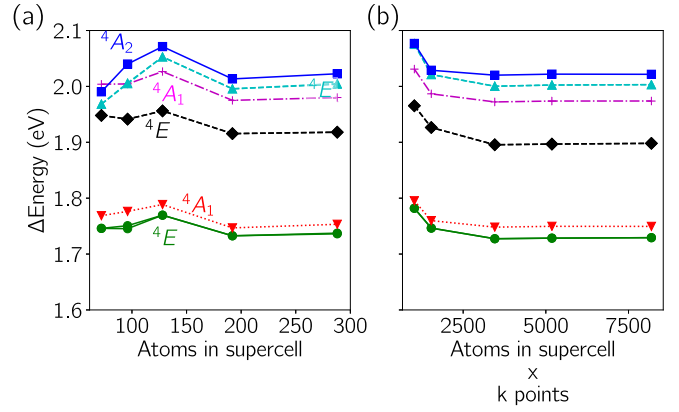 (a)
(b)
2.1
2.0
1.9
1.8
1.7
1.6
ΔEnergy (eV)
⁴A₂
⁴A₁
⁴E
⁴E
⁴A₁
⁴E
100 150 200 250 300
Atoms in supercell
2500 5000 7500
Atoms in supercell
x
k points